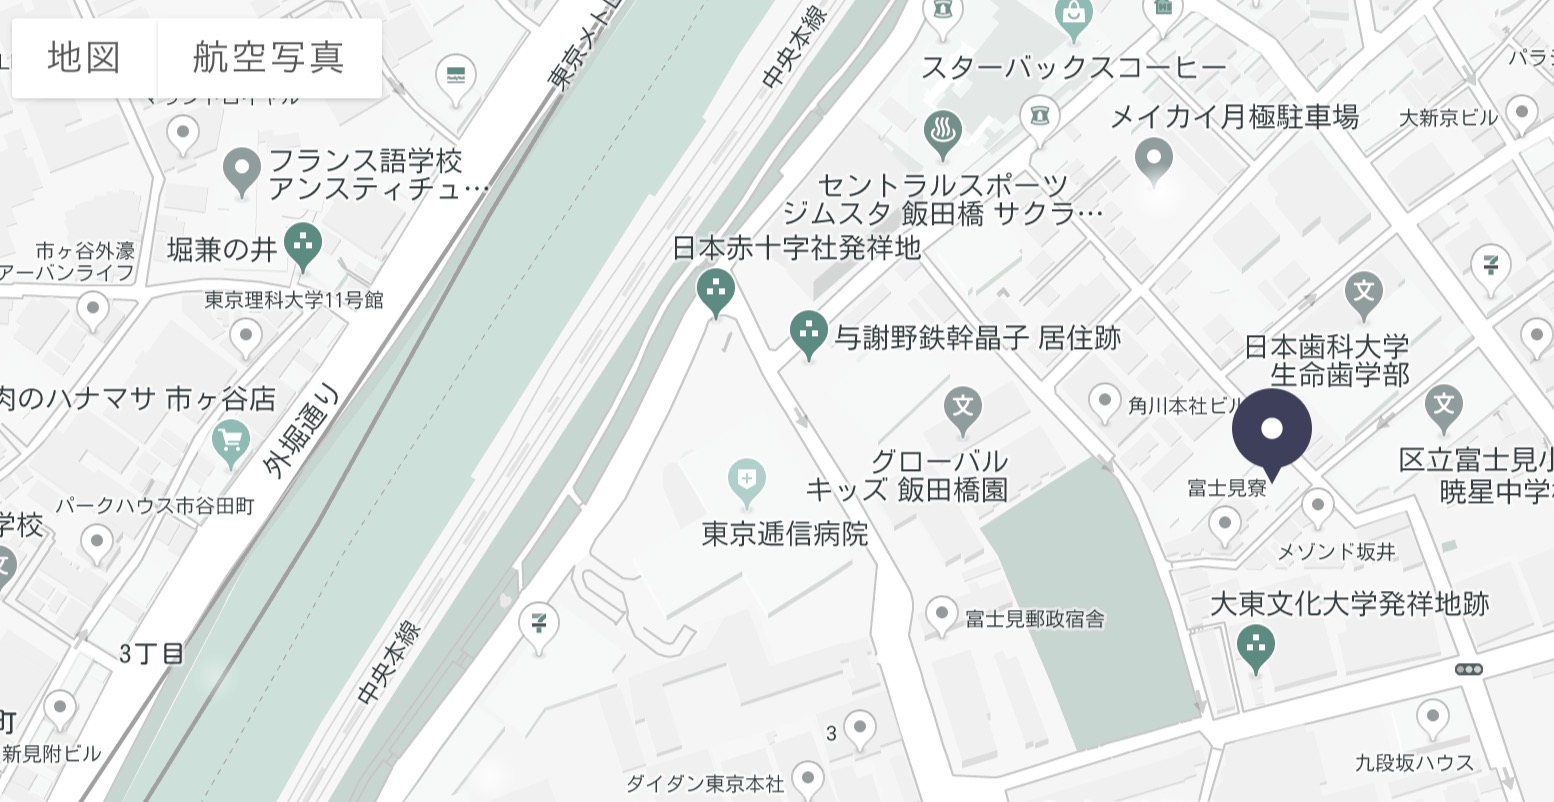 地図
航空写真
東京メトロ
中央本線
スターバックスコーヒー
メイカイ月極駐車場
大新京ビル
フランス語学校
アンスティチュ…
セントラルスポーツ
ジムスタ 飯田橋 サクラ…
市ヶ谷外濠
アーバンライフ
堀兼の井
日本赤十字社発祥地
東京理科大学11号館
与謝野鉄幹晶子 居住跡
日本歯科大学
生命歯学部
肉のハナマサ 市ヶ谷店
外堀通り
角川本社ビル
グローバル
キッズ 飯田橋園
区立富士見小
暁星中学
富士見寮
パークハウス市谷田町
学校
東京逓信病院
メゾンド坂井
大東文化大学発祥地跡
富士見郵政宿舎
3丁目
中央本線
町
新見附ビル
3
九段坂ハウス
ダイダン東京本社
文
文
文